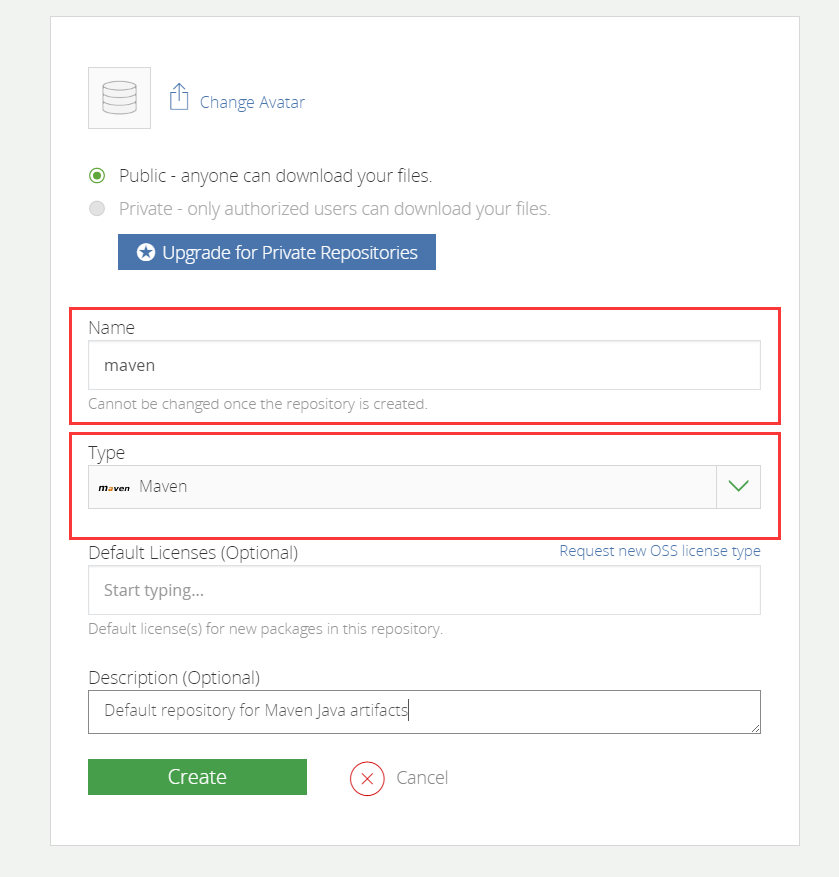 Change Avatar
Public - anyone can download your files.
Private - only authorized users can download your files.
Upgrade for Private Repositories
Name
maven
Cannot be changed once the repository is created.
Type
maven Maven
Default Licenses (Optional) Request new OSS license type
Start typing...
Default license(s) for new packages in this repository.
Description (Optional)
Default repository for Maven Java artifacts
Create Cancel